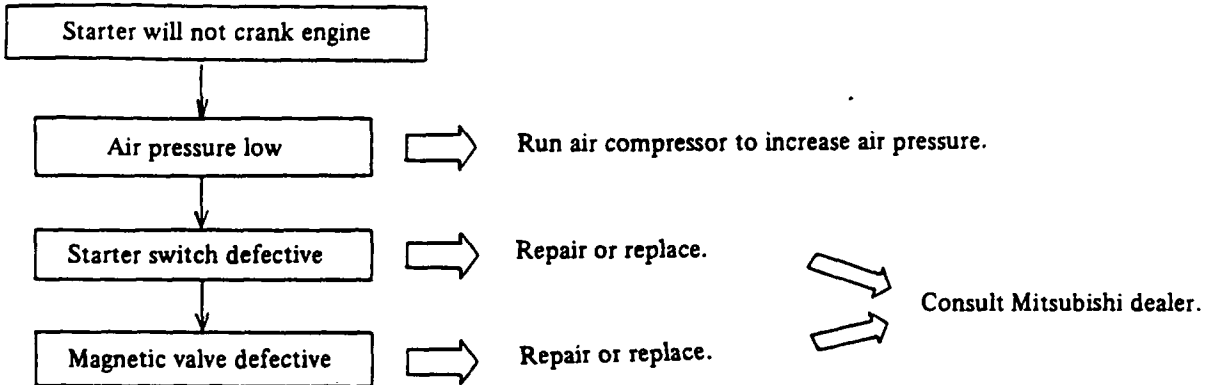 Starter will not crank engine
Air pressure low
Run air compressor to increase air pressure.
Starter switch defective
Repair or replace.
Consult Mitsubishi dealer.
Magnetic valve defective
Repair or replace.